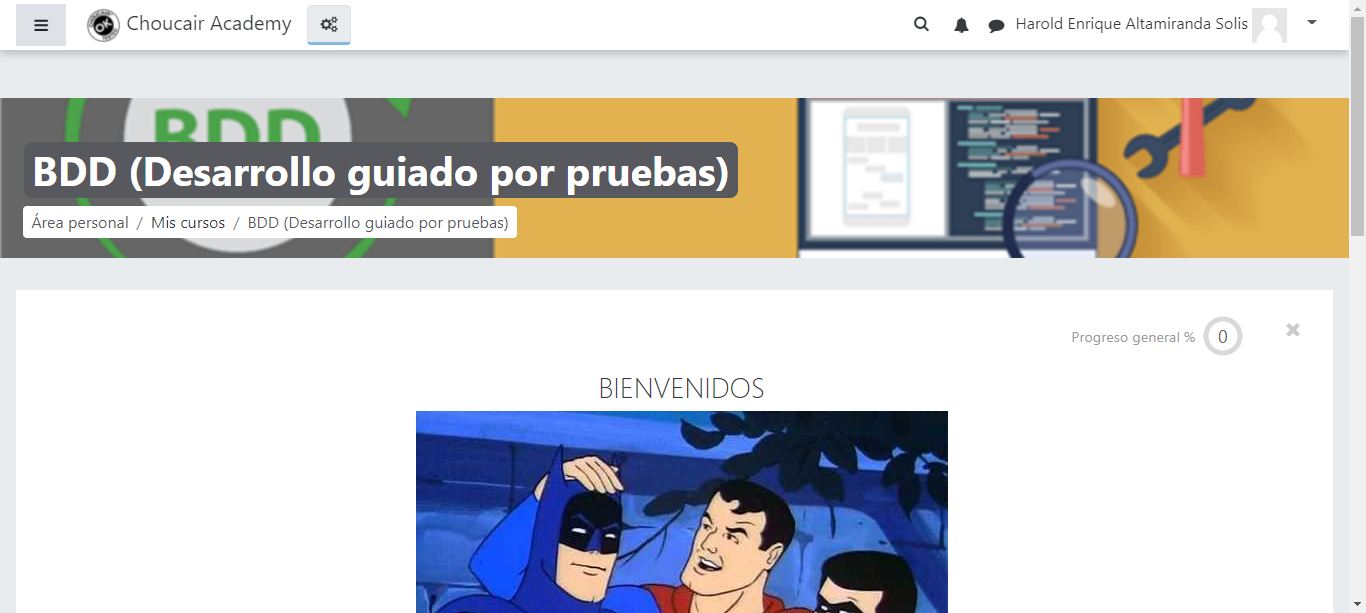 Choucair Academy
Harold Enrique Altamiranda Solis
BDD
BDD (Desarrollo guiado por pruebas)
Área personal / Mis cursos / BDD (Desarrollo guiado por pruebas)
Progreso general % 0
BIENVENIDOS